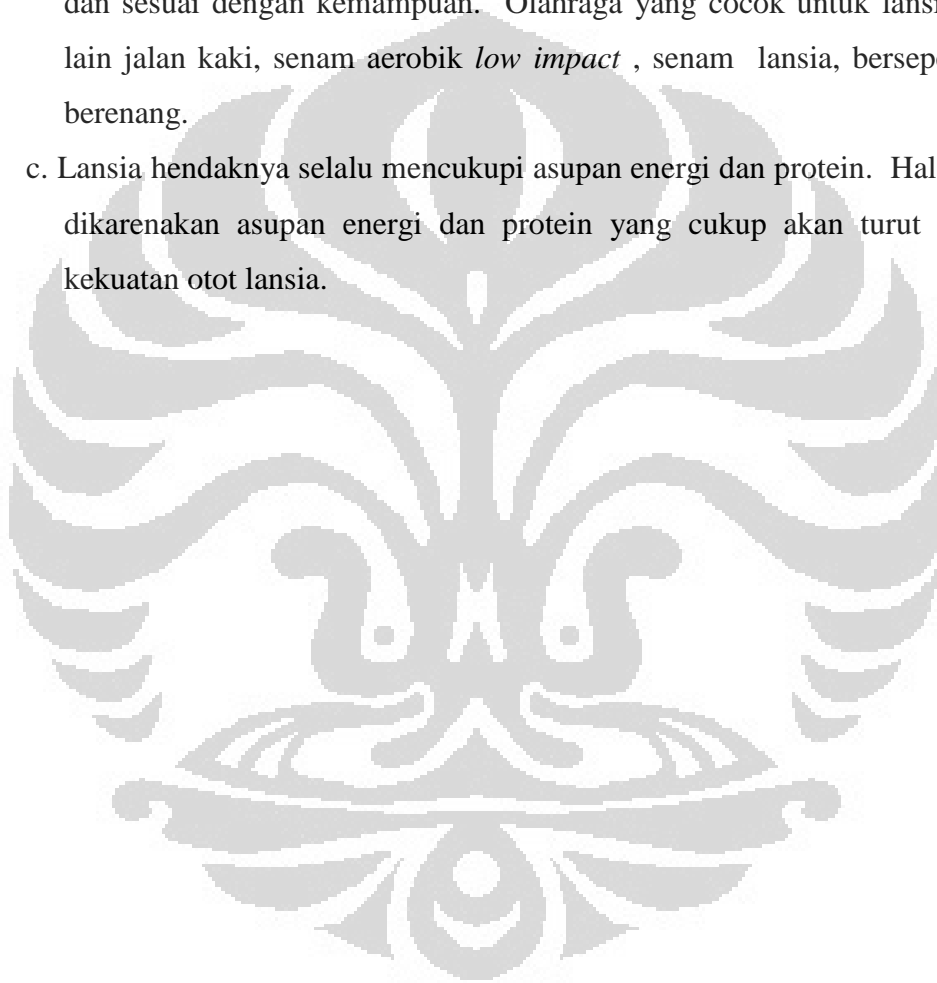 dan sesuai dengan kemampuan. Olahraga yang cocok untuk
lain jalan kaki, senam aerobik low impact , senam lansia,
berenang.
c. Lansia hendaknya selalu mencukupi asupan energi dan protein. Hal
dikarenakan asupan energi dan protein yang cukup akan turut
kekuatan otot lansia.